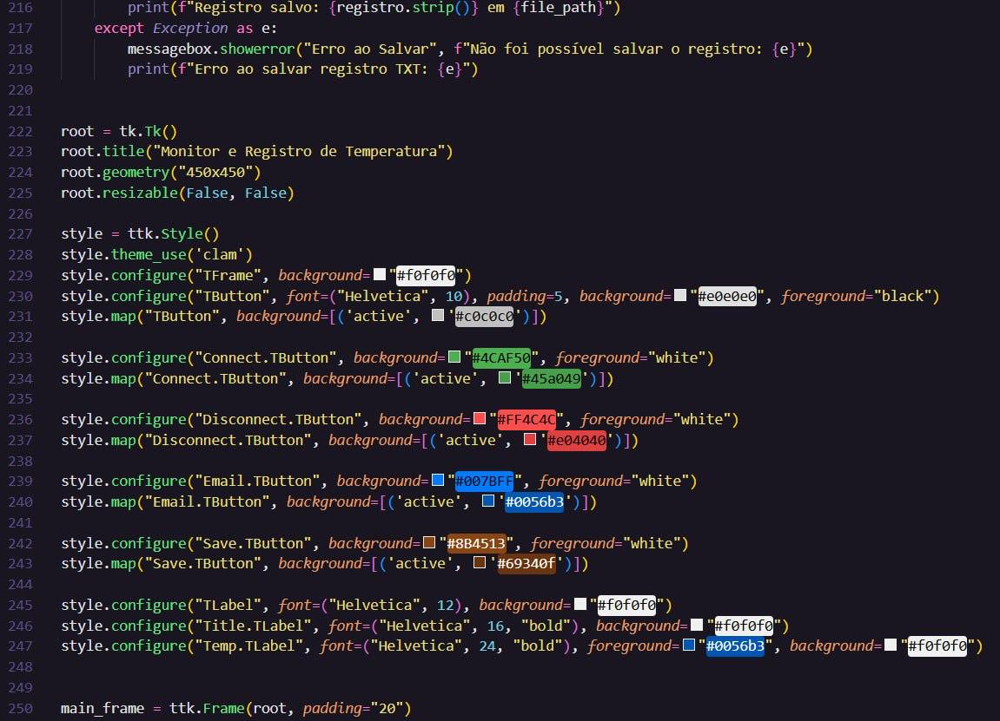 216 print(f"Registro salvo: {registro.strip()} em {file_path}")
217 except Exception as e:
218 messagebox.showerror("Erro ao Salvar", f"Não foi possível salvar o registro: {e}")
219 print(f"Erro ao salvar registro TXT: {e}")
220
221
222 root = tk.Tk()
223 root.title("Monitor e Registro de Temperatura")
224 root.geometry("450x450")
225 root.resizable(False, False)
226
227 style = ttk.Style()
228 style.theme_use('clam')
229 style.configure("TFrame", background="#f0f0f0")
230 style.configure("TButton", font=("Helvetica", 10), padding=5, background="#e0e0e0", foreground="black")
231 style.map("TButton", background=[('active', '#c0c0c0')])
232
233 style.configure("Connect.TButton", background="#4CAF50", foreground="white")
234 style.map("Connect.TButton", background=[('active', '#45a049')])
235
236 style.configure("Disconnect.TButton", background="#FF4C4C", foreground="white")
237 style.map("Disconnect.TButton", background=[('active', '#e04040')])
238
239 style.configure("Email.TButton", background="#007BFF", foreground="white")
240 style.map("Email.TButton", background=[('active', '#0056b3')])
241
242 style.configure("Save.TButton", background="#8B4513", foreground="white")
243 style.map("Save.TButton", background=[('active', '#69340f')])
244
245 style.configure("TLabel", font=("Helvetica", 12), background="#f0f0f0")
246 style.configure("Title.TLabel", font=("Helvetica", 16, "bold"), background="#f0f0f0")
247 style.configure("Temp.TLabel", font=("Helvetica", 24, "bold"), foreground="#0056b3", background="#f0f0f0")
248
249
250 main_frame = ttk.Frame(root, padding="20")